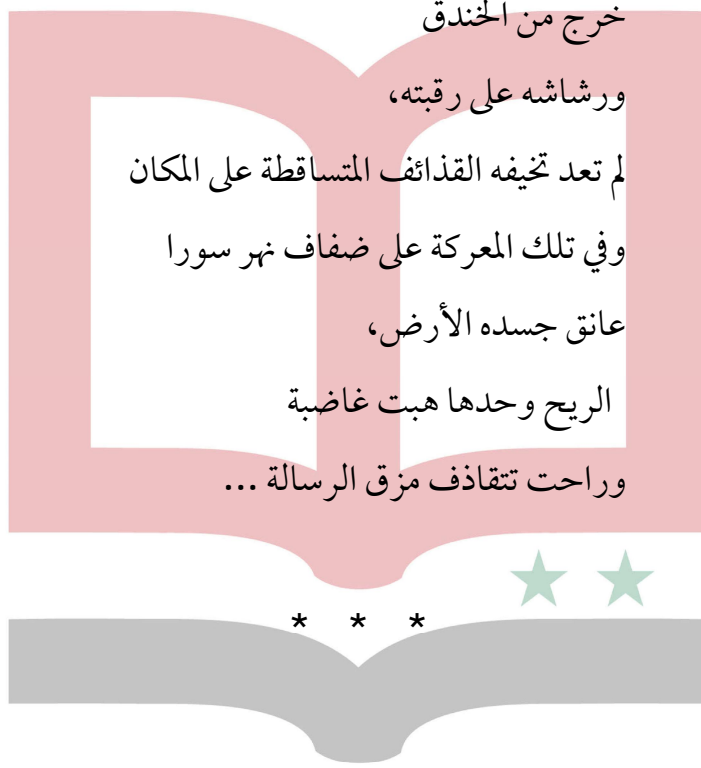 خرج من الخندق
ورشاشه على رقبته،
لم تعد تخيفه القذائف المتساقطة على المكان
وفي تلك المعركة على ضفاف نهر سورا
عانق جسده الأرض،
الريح وحدها هبت غاضبة
وراحت تتقاذف مزق الرسالة ...
* * *